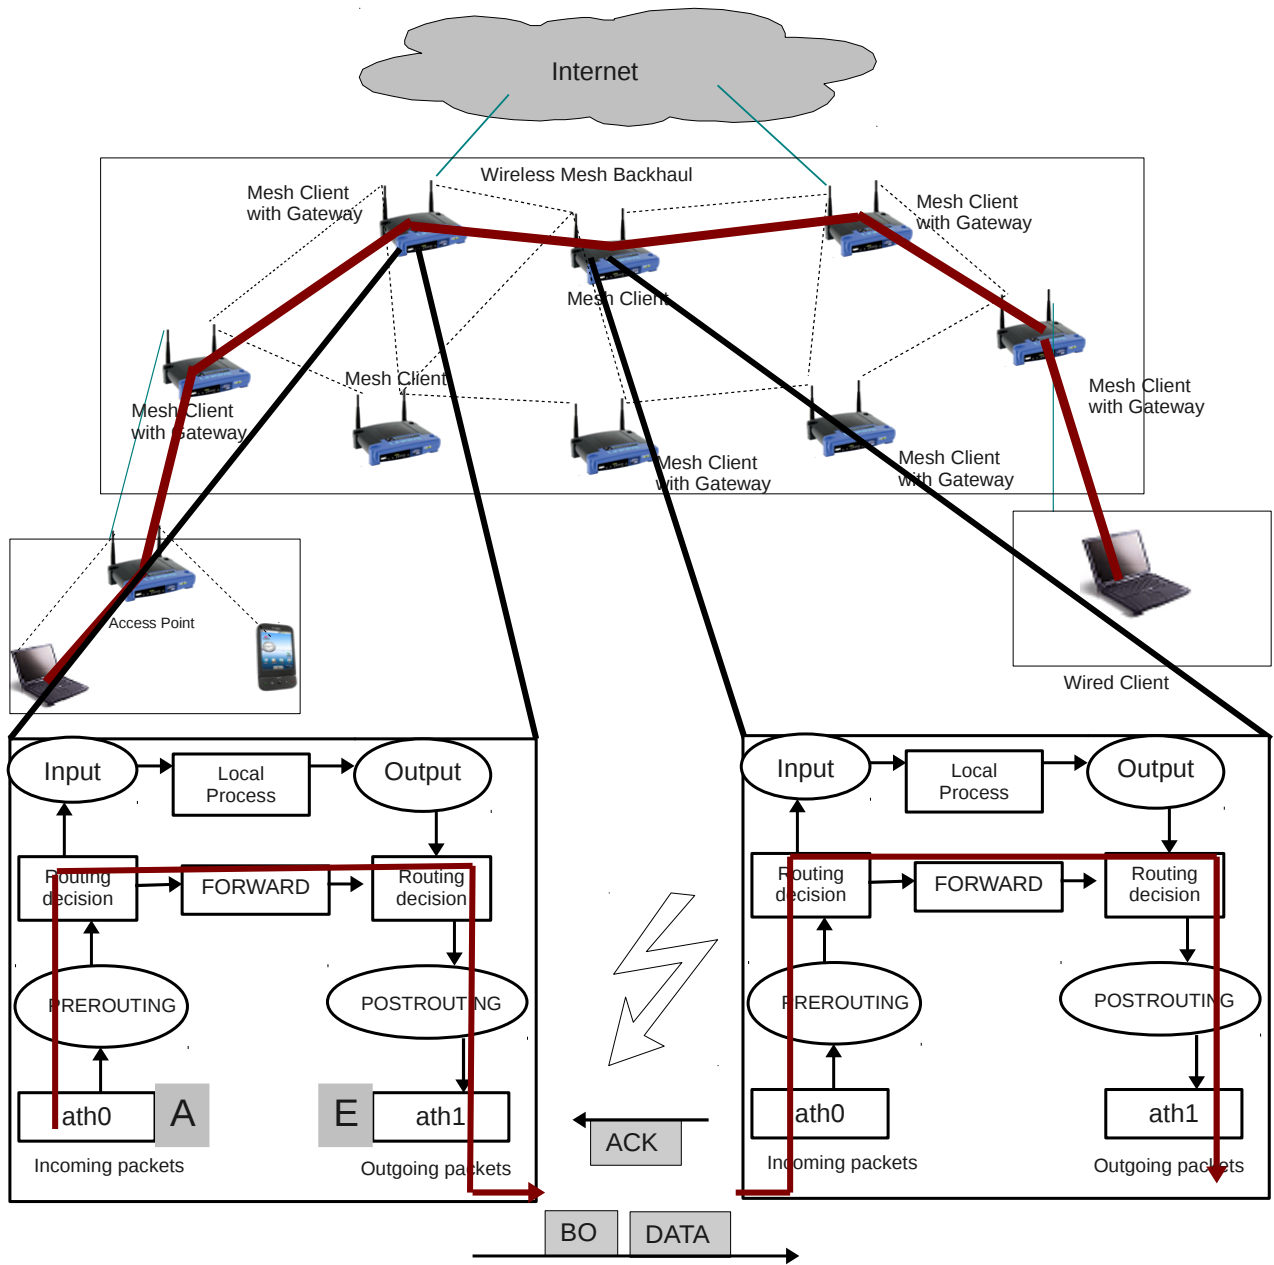 Internet
Wireless Mesh Backhaul
Mesh Client
with Gateway
Mesh Client
with Gateway
Mesh Client
Mesh Client
Mesh Client
with Gateway
Mesh Client
with Gateway
Mesh Client
with Gateway
Mesh Client
with Gateway
Access Point
Wired Client
Input
Local
Process
Output
Routing
decision
FORWARD
Routing
decision
PREROUTING
POSTROUTING
ath0
A
E
ath1
Incoming packets
Outgoing packets
ACK
BO
DATA
Input
Local
Process
Output
Routing
decision
FORWARD
Routing
decision
PREROUTING
POSTROUTING
ath0
ath1
Incoming packets
Outgoing packets